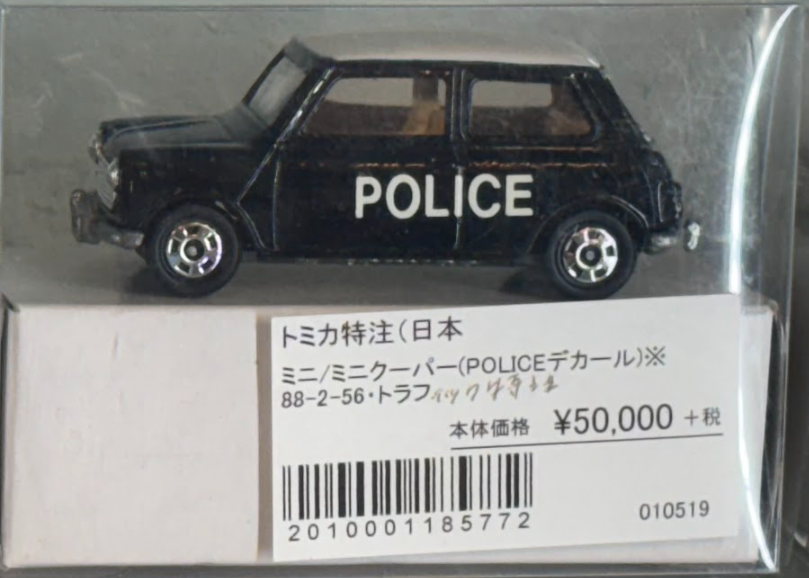 POLICE
トミカ特注(日本
ミニ/ミニクーパー(POLICEデカール)※
88-2-56・トラフィック特注
本体価格 ¥50,000 +税
2010001185772
010519